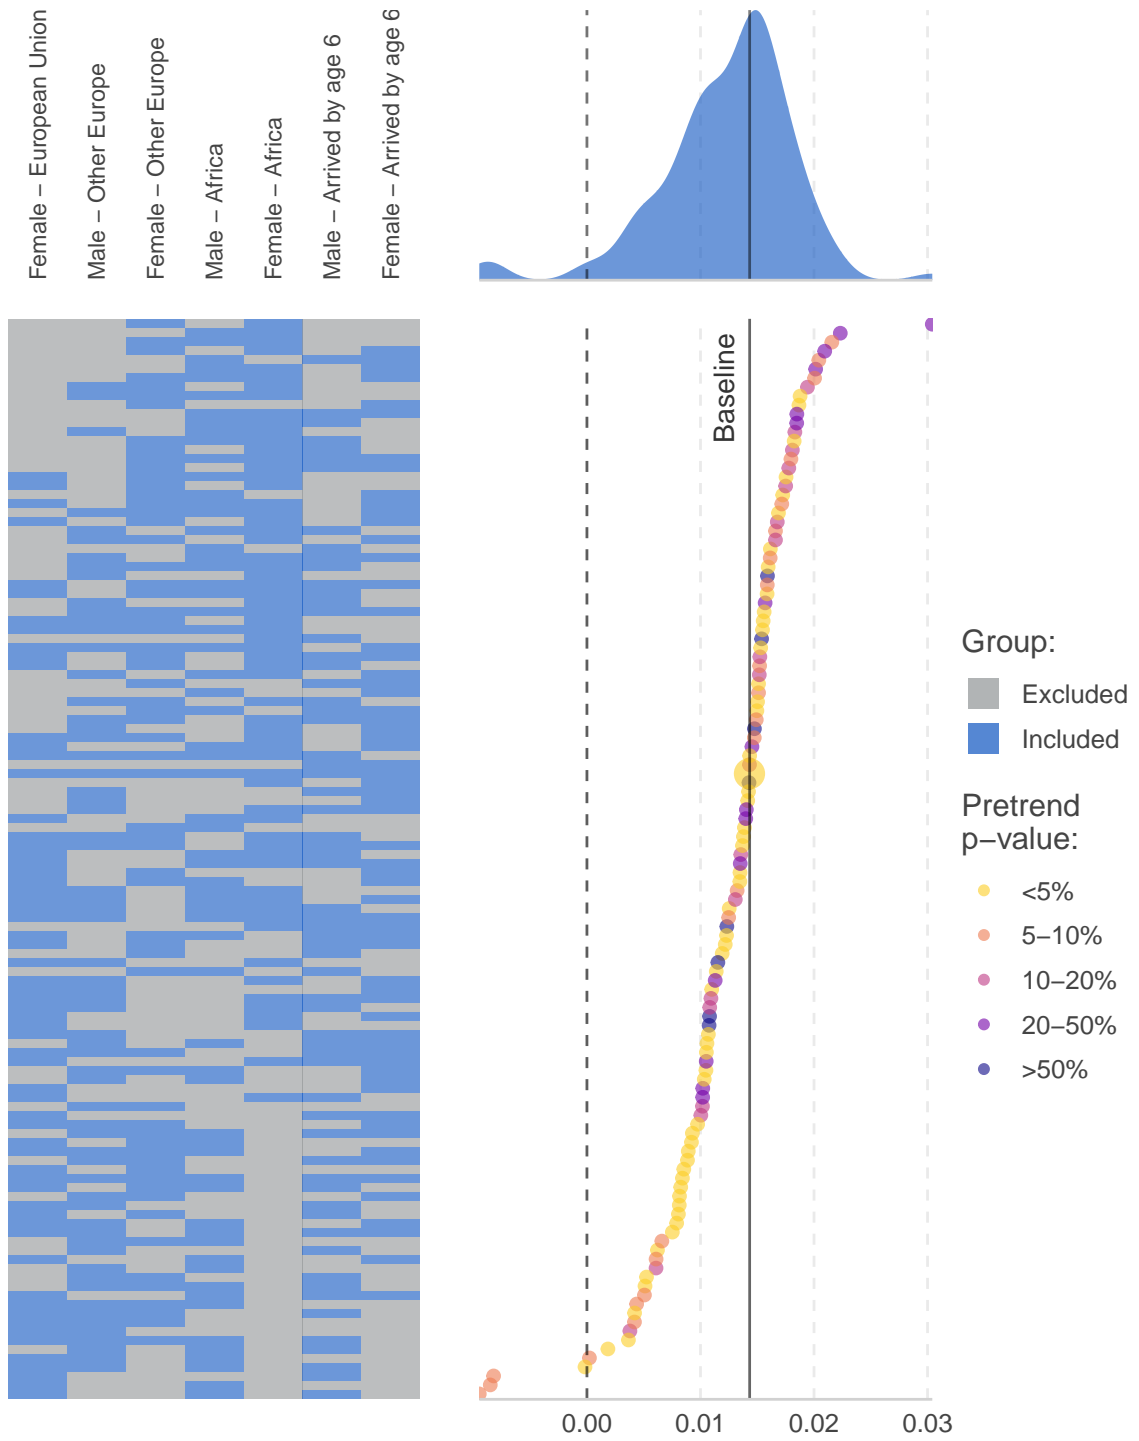 Female – European Union
Male – Other Europe
Female – Other Europe
Male – Africa
Female – Africa
Male – Arrived by age 6
Female – Arrived by age 6
Baseline
Group:
Excluded
Included
Pretrend
p–value:
<5%
5–10%
10–20%
20–50%
>50%
0.00 0.01 0.02 0.03